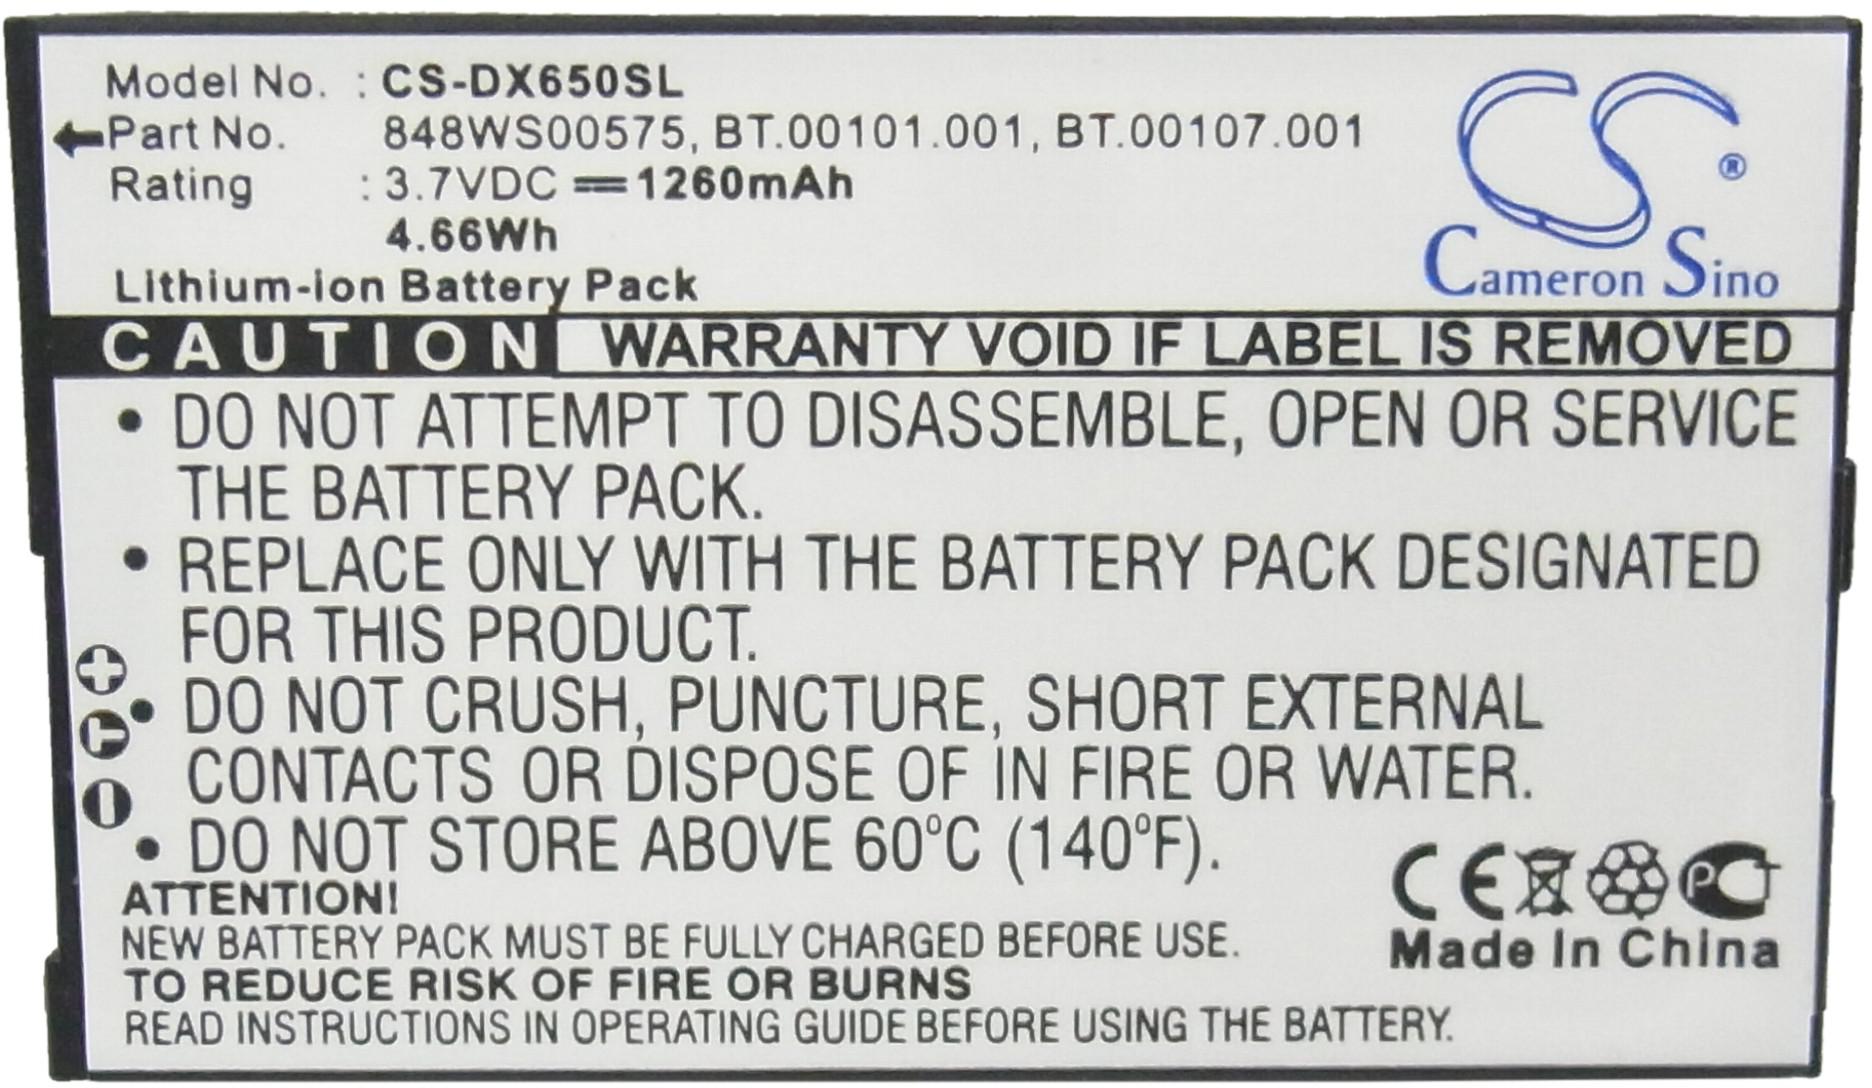 Model No. : CS-DX650SL
Part No. 848WS00575, BT.00101.001, BT.00107.001
Rating : 3.7VDC ⎓ 1260mAh
4.66Wh
Lithium-ion Battery Pack
CS®
Cameron Sino
CAUTION WARRANTY VOID IF LABEL IS REMOVED
• DO NOT ATTEMPT TO DISASSEMBLE, OPEN OR SERVICE
THE BATTERY PACK.
• REPLACE ONLY WITH THE BATTERY PACK DESIGNATED
FOR THIS PRODUCT.
• DO NOT CRUSH, PUNCTURE, SHORT EXTERNAL
CONTACTS OR DISPOSE OF IN FIRE OR WATER.
• DO NOT STORE ABOVE 60°C (140°F).
+
T
-
ATTENTION!
NEW BATTERY PACK MUST BE FULLY CHARGED BEFORE USE.
TO REDUCE RISK OF FIRE OR BURNS
READ INSTRUCTIONS IN OPERATING GUIDE BEFORE USING THE BATTERY.
CE PCT
Made In China